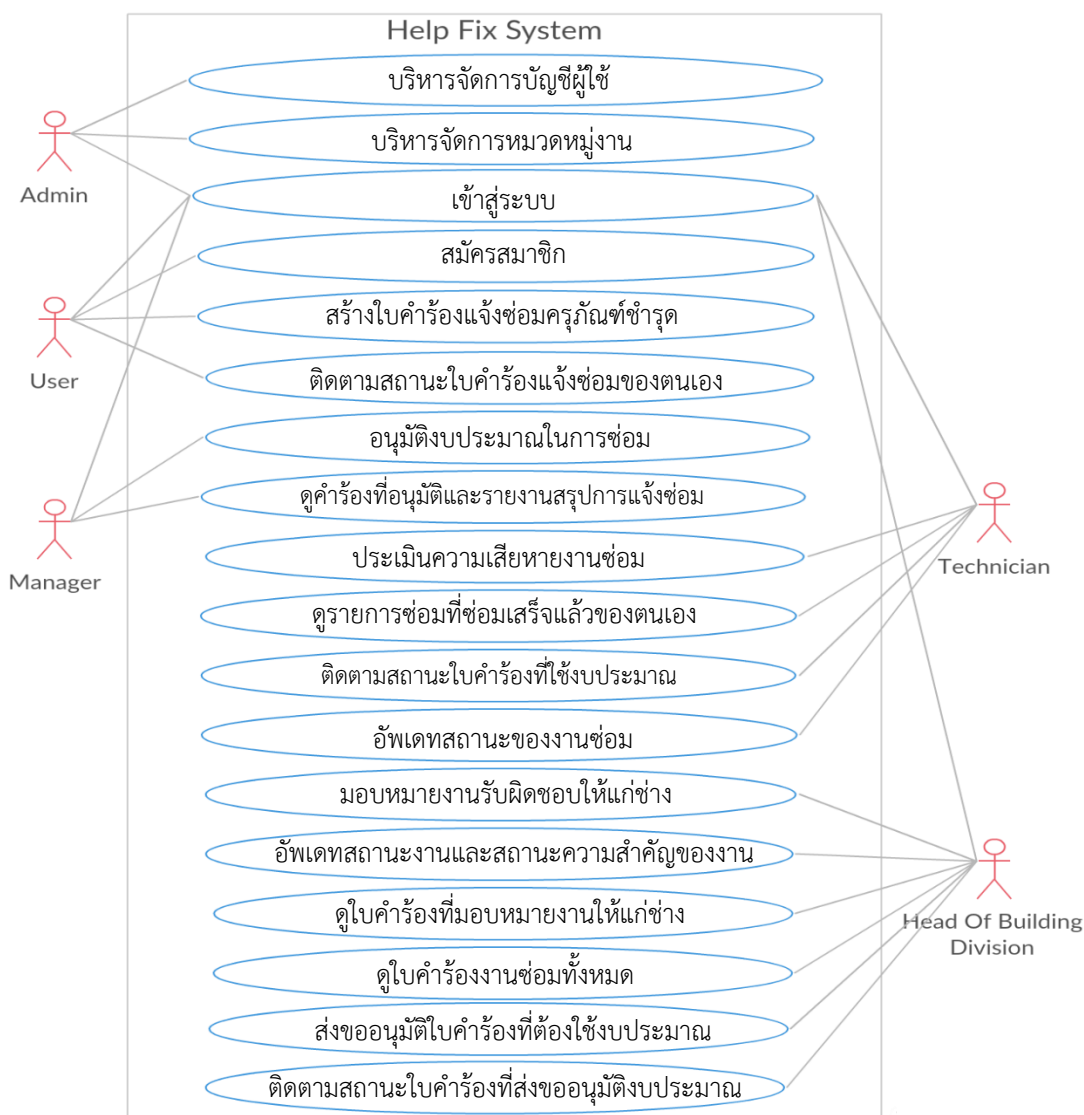 Help Fix System
บริหารจัดการบัญชีผู้ใช้
บริหารจัดการหมวดหมู่งาน
Admin
เข้าสู่ระบบ
สมัครสมาชิก
สร้างใบคำร้องแจ้งซ่อมครุภัณฑ์ชำรุด
User
ติดตามสถานะใบคำร้องแจ้งซ่อมของตนเอง
อนุมัติงบประมาณในการซ่อม
ดูคำร้องที่อนุมัติและรายงานสรุปการแจ้งซ่อม
ประเมินความเสียหายงานซ่อม
Manager
Technician
ดูรายการซ่อมที่ซ่อมเสร็จแล้วของตนเอง
ติดตามสถานะใบคำร้องที่ใช้งบประมาณ
อัพเดทสถานะของงานซ่อม
มอบหมายงานรับผิดชอบให้แก่ช่าง
อัพเดทสถานะงานและสถานะความสำคัญของงาน
ดูใบคำร้องที่มอบหมายงานให้แก่ช่าง
Head Of Building
Division
ดูใบคำร้องงานซ่อมทั้งหมด
ส่งขออนุมัติใบคำร้องที่ต้องใช้งบประมาณ
ติดตามสถานะใบคำร้องที่ส่งขออนุมัติงบประมาณ